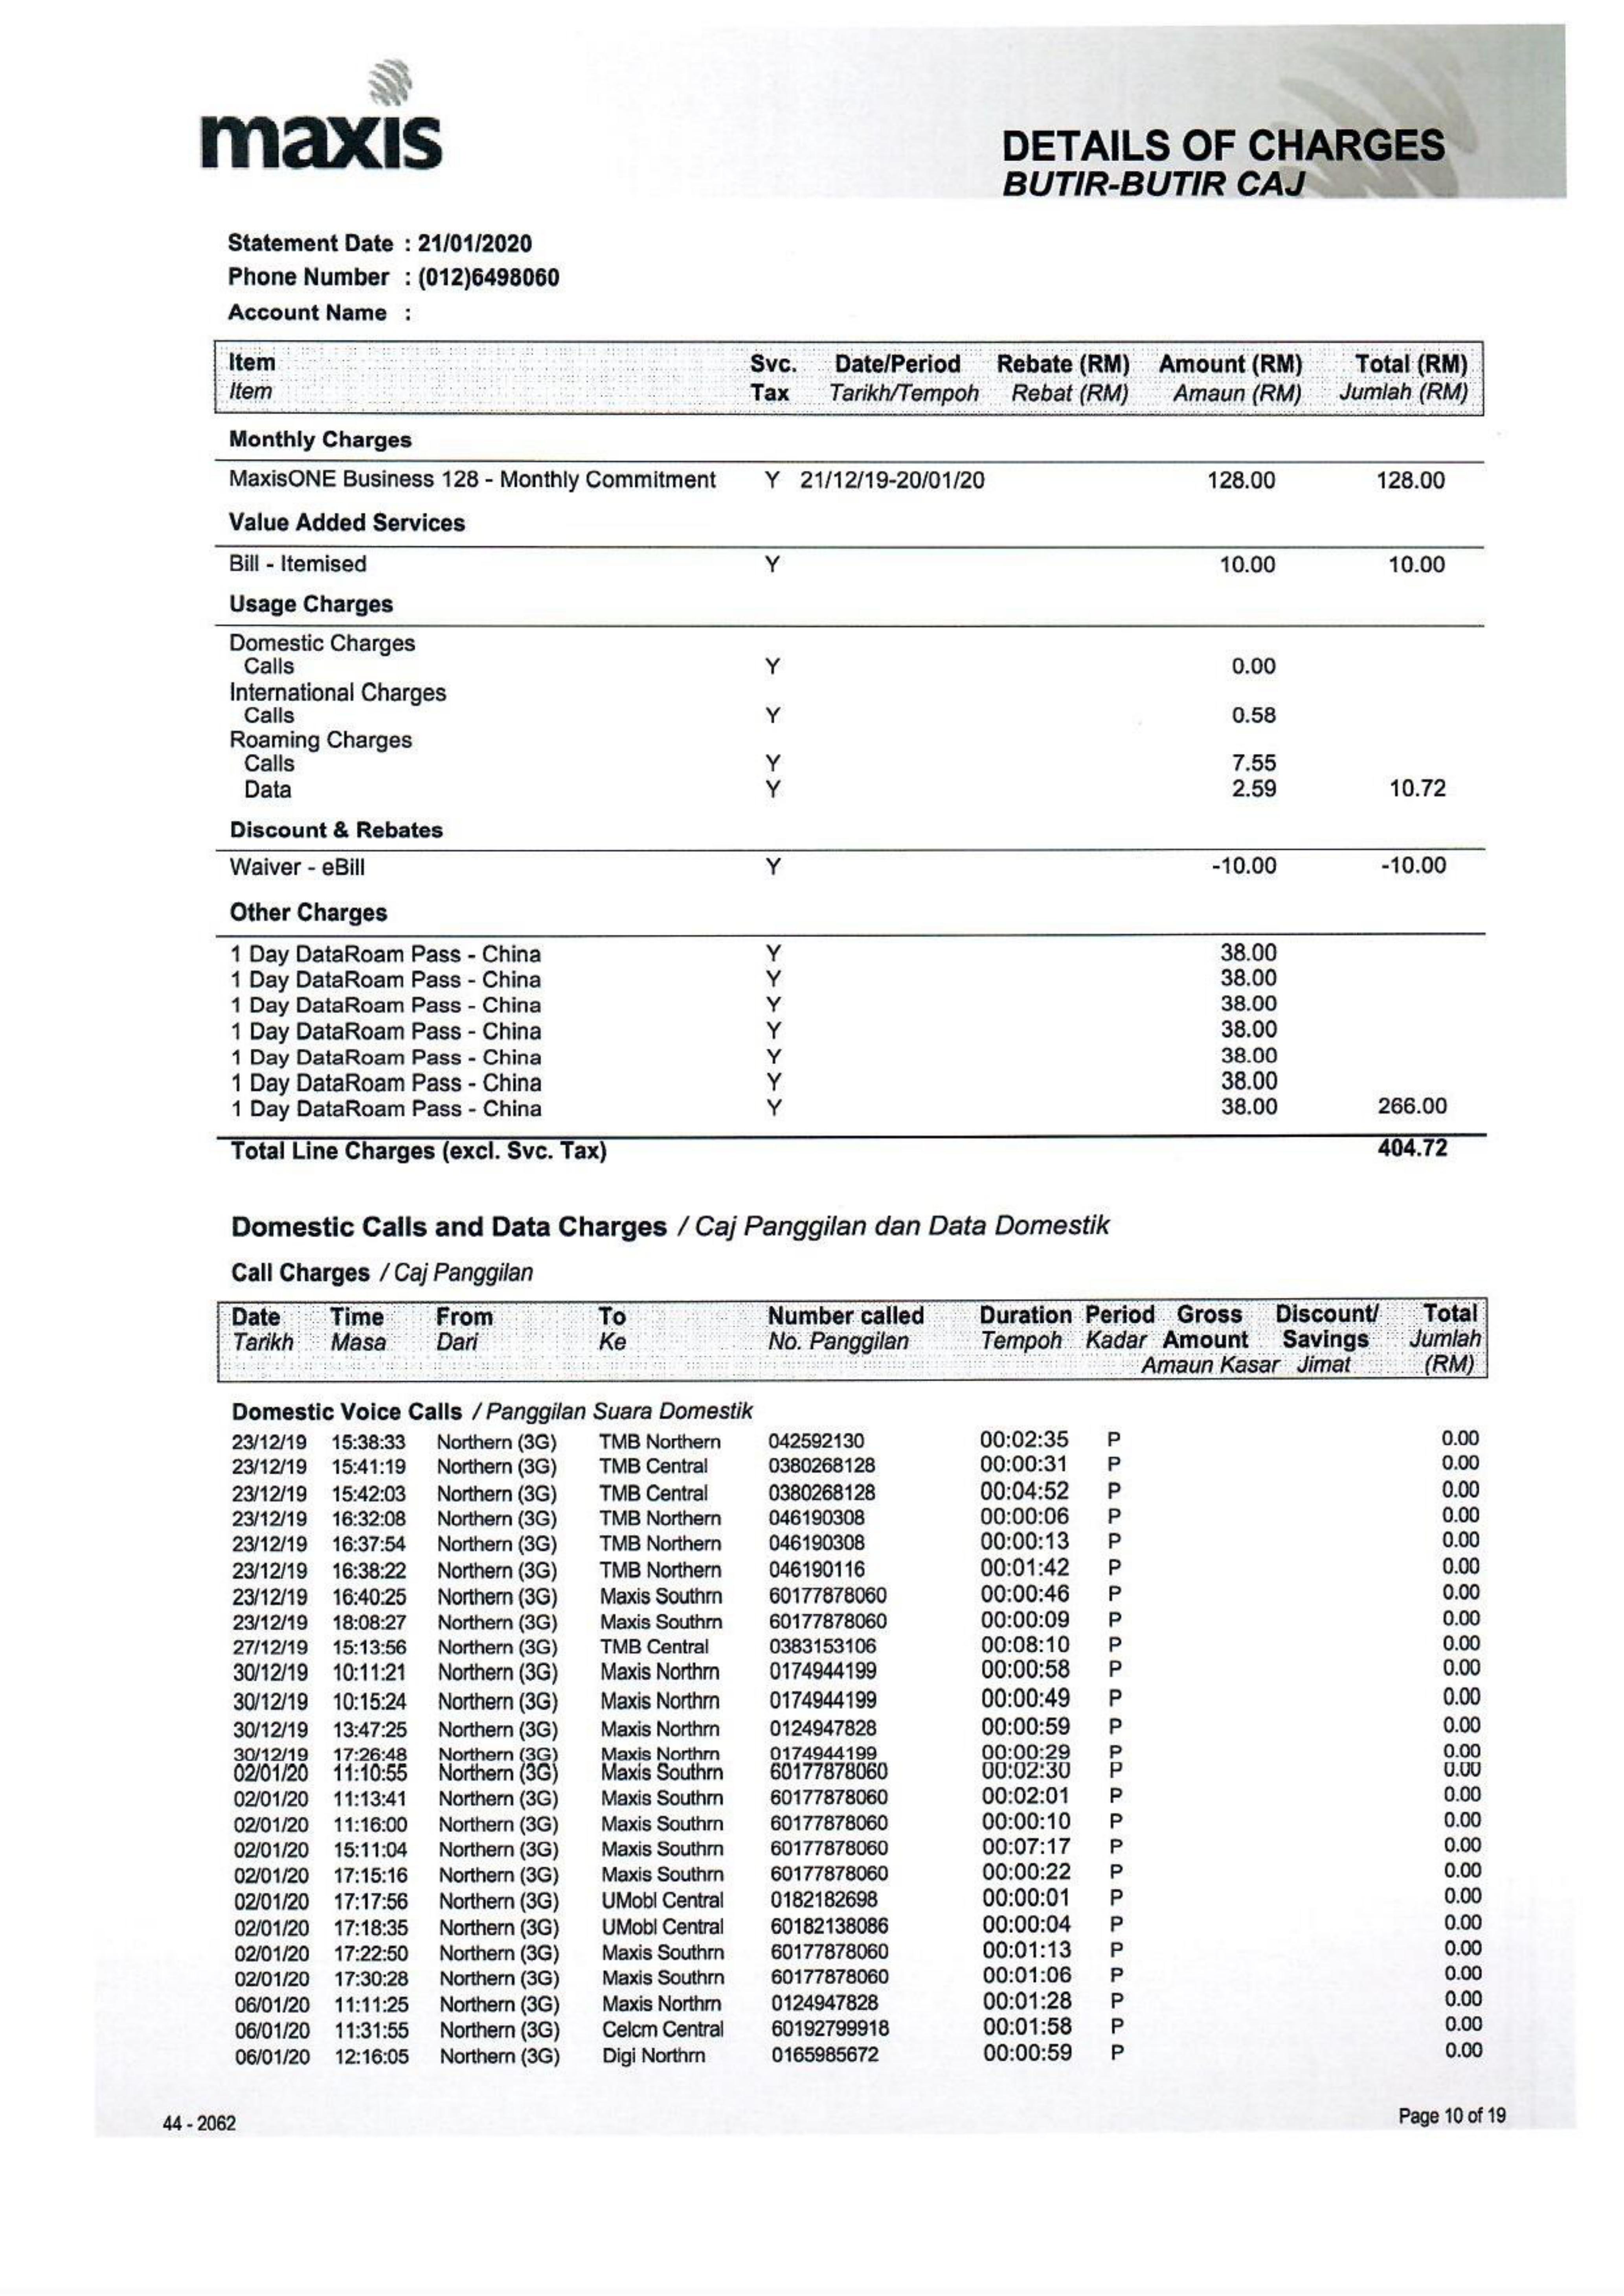 maxis
DETAILS OF CHARGES
BUTIR-BUTIR CAJ
Statement Date : 21/01/2020
Phone Number : (012)6498060
Account Name :
Item Svc. Date/Period Rebate (RM) Amount (RM) Total (RM)
Item Tax Tarikh/Tempoh Rebat (RM) Amaun (RM) Jumlah (RM)
Monthly Charges
MaxisONE Business 128 - Monthly Commitment Y 21/12/19-20/01/20 128.00 128.00
Value Added Services
Bill - Itemised Y 10.00 10.00
Usage Charges
Domestic Charges
Calls Y 0.00
International Charges
Calls Y 0.58
Roaming Charges
Calls Y 7.55
Data Y 2.59 10.72
Discount & Rebates
Waiver - eBill Y -10.00 -10.00
Other Charges
1 Day DataRoam Pass - China Y 38.00
1 Day DataRoam Pass - China Y 38.00
1 Day DataRoam Pass - China Y 38.00
1 Day DataRoam Pass - China Y 38.00
1 Day DataRoam Pass - China Y 38.00
1 Day DataRoam Pass - China Y 38.00
1 Day DataRoam Pass - China Y 38.00 266.00
Total Line Charges (excl. Svc. Tax) 404.72
Domestic Calls and Data Charges / Caj Panggilan dan Data Domestik
Call Charges / Caj Panggilan
Date Time From To Number called Duration Period Gross Discount/ Total
Tarikh Masa Dari Ke No. Panggilan Tempoh Kadar Amount Savings Jumlah
Amaun Kasar Jimat (RM)
Domestic Voice Calls / Panggilan Suara Domestik
23/12/19 15:38:33 Northern (3G) TMB Northern 042592130 00:02:35 P 0.00
23/12/19 15:41:19 Northern (3G) TMB Central 0380268128 00:00:31 P 0.00
23/12/19 15:42:03 Northern (3G) TMB Central 0380268128 00:04:52 P 0.00
23/12/19 16:32:08 Northern (3G) TMB Northern 046190308 00:00:06 P 0.00
23/12/19 16:37:54 Northern (3G) TMB Northern 046190308 00:00:13 P 0.00
23/12/19 16:38:22 Northern (3G) TMB Northern 046190116 00:01:42 P 0.00
23/12/19 16:40:25 Northern (3G) Maxis Southrn 60177878060 00:00:46 P 0.00
23/12/19 18:08:27 Northern (3G) Maxis Southrn 60177878060 00:00:09 P 0.00
27/12/19 15:13:56 Northern (3G) TMB Central 0383153106 00:08:10 P 0.00
30/12/19 10:11:21 Northern (3G) Maxis Northrn 0174944199 00:00:58 P 0.00
30/12/19 10:15:24 Northern (3G) Maxis Northrn 0174944199 00:00:49 P 0.00
30/12/19 13:47:25 Northern (3G) Maxis Northrn 0124947828 00:00:59 P 0.00
30/12/19 17:26:48 Northern (3G) Maxis Northrn 0174944199 00:00:29 P 0.00
02/01/20 11:10:55 Northern (3G) Maxis Southrn 60177878060 00:02:30 P 0.00
02/01/20 11:13:41 Northern (3G) Maxis Southrn 60177878060 00:02:01 P 0.00
02/01/20 11:16:00 Northern (3G) Maxis Southrn 60177878060 00:00:10 P 0.00
02/01/20 15:11:04 Northern (3G) Maxis Southrn 60177878060 00:07:17 P 0.00
02/01/20 17:15:16 Northern (3G) Maxis Southrn 60177878060 00:00:22 P 0.00
02/01/20 17:17:56 Northern (3G) UMobl Central 0182182698 00:00:01 P 0.00
02/01/20 17:18:35 Northern (3G) UMobl Central 60182138086 00:00:04 P 0.00
02/01/20 17:22:50 Northern (3G) Maxis Southrn 60177878060 00:01:13 P 0.00
02/01/20 17:30:28 Northern (3G) Maxis Southrn 60177878060 00:01:06 P 0.00
06/01/20 11:11:25 Northern (3G) Maxis Northrn 0124947828 00:01:28 P 0.00
06/01/20 11:31:55 Northern (3G) Celcm Central 60192799918 00:01:58 P 0.00
06/01/20 12:16:05 Northern (3G) Digi Northrn 0165985672 00:00:59 P 0.00
44 - 2062
Page 10 of 19